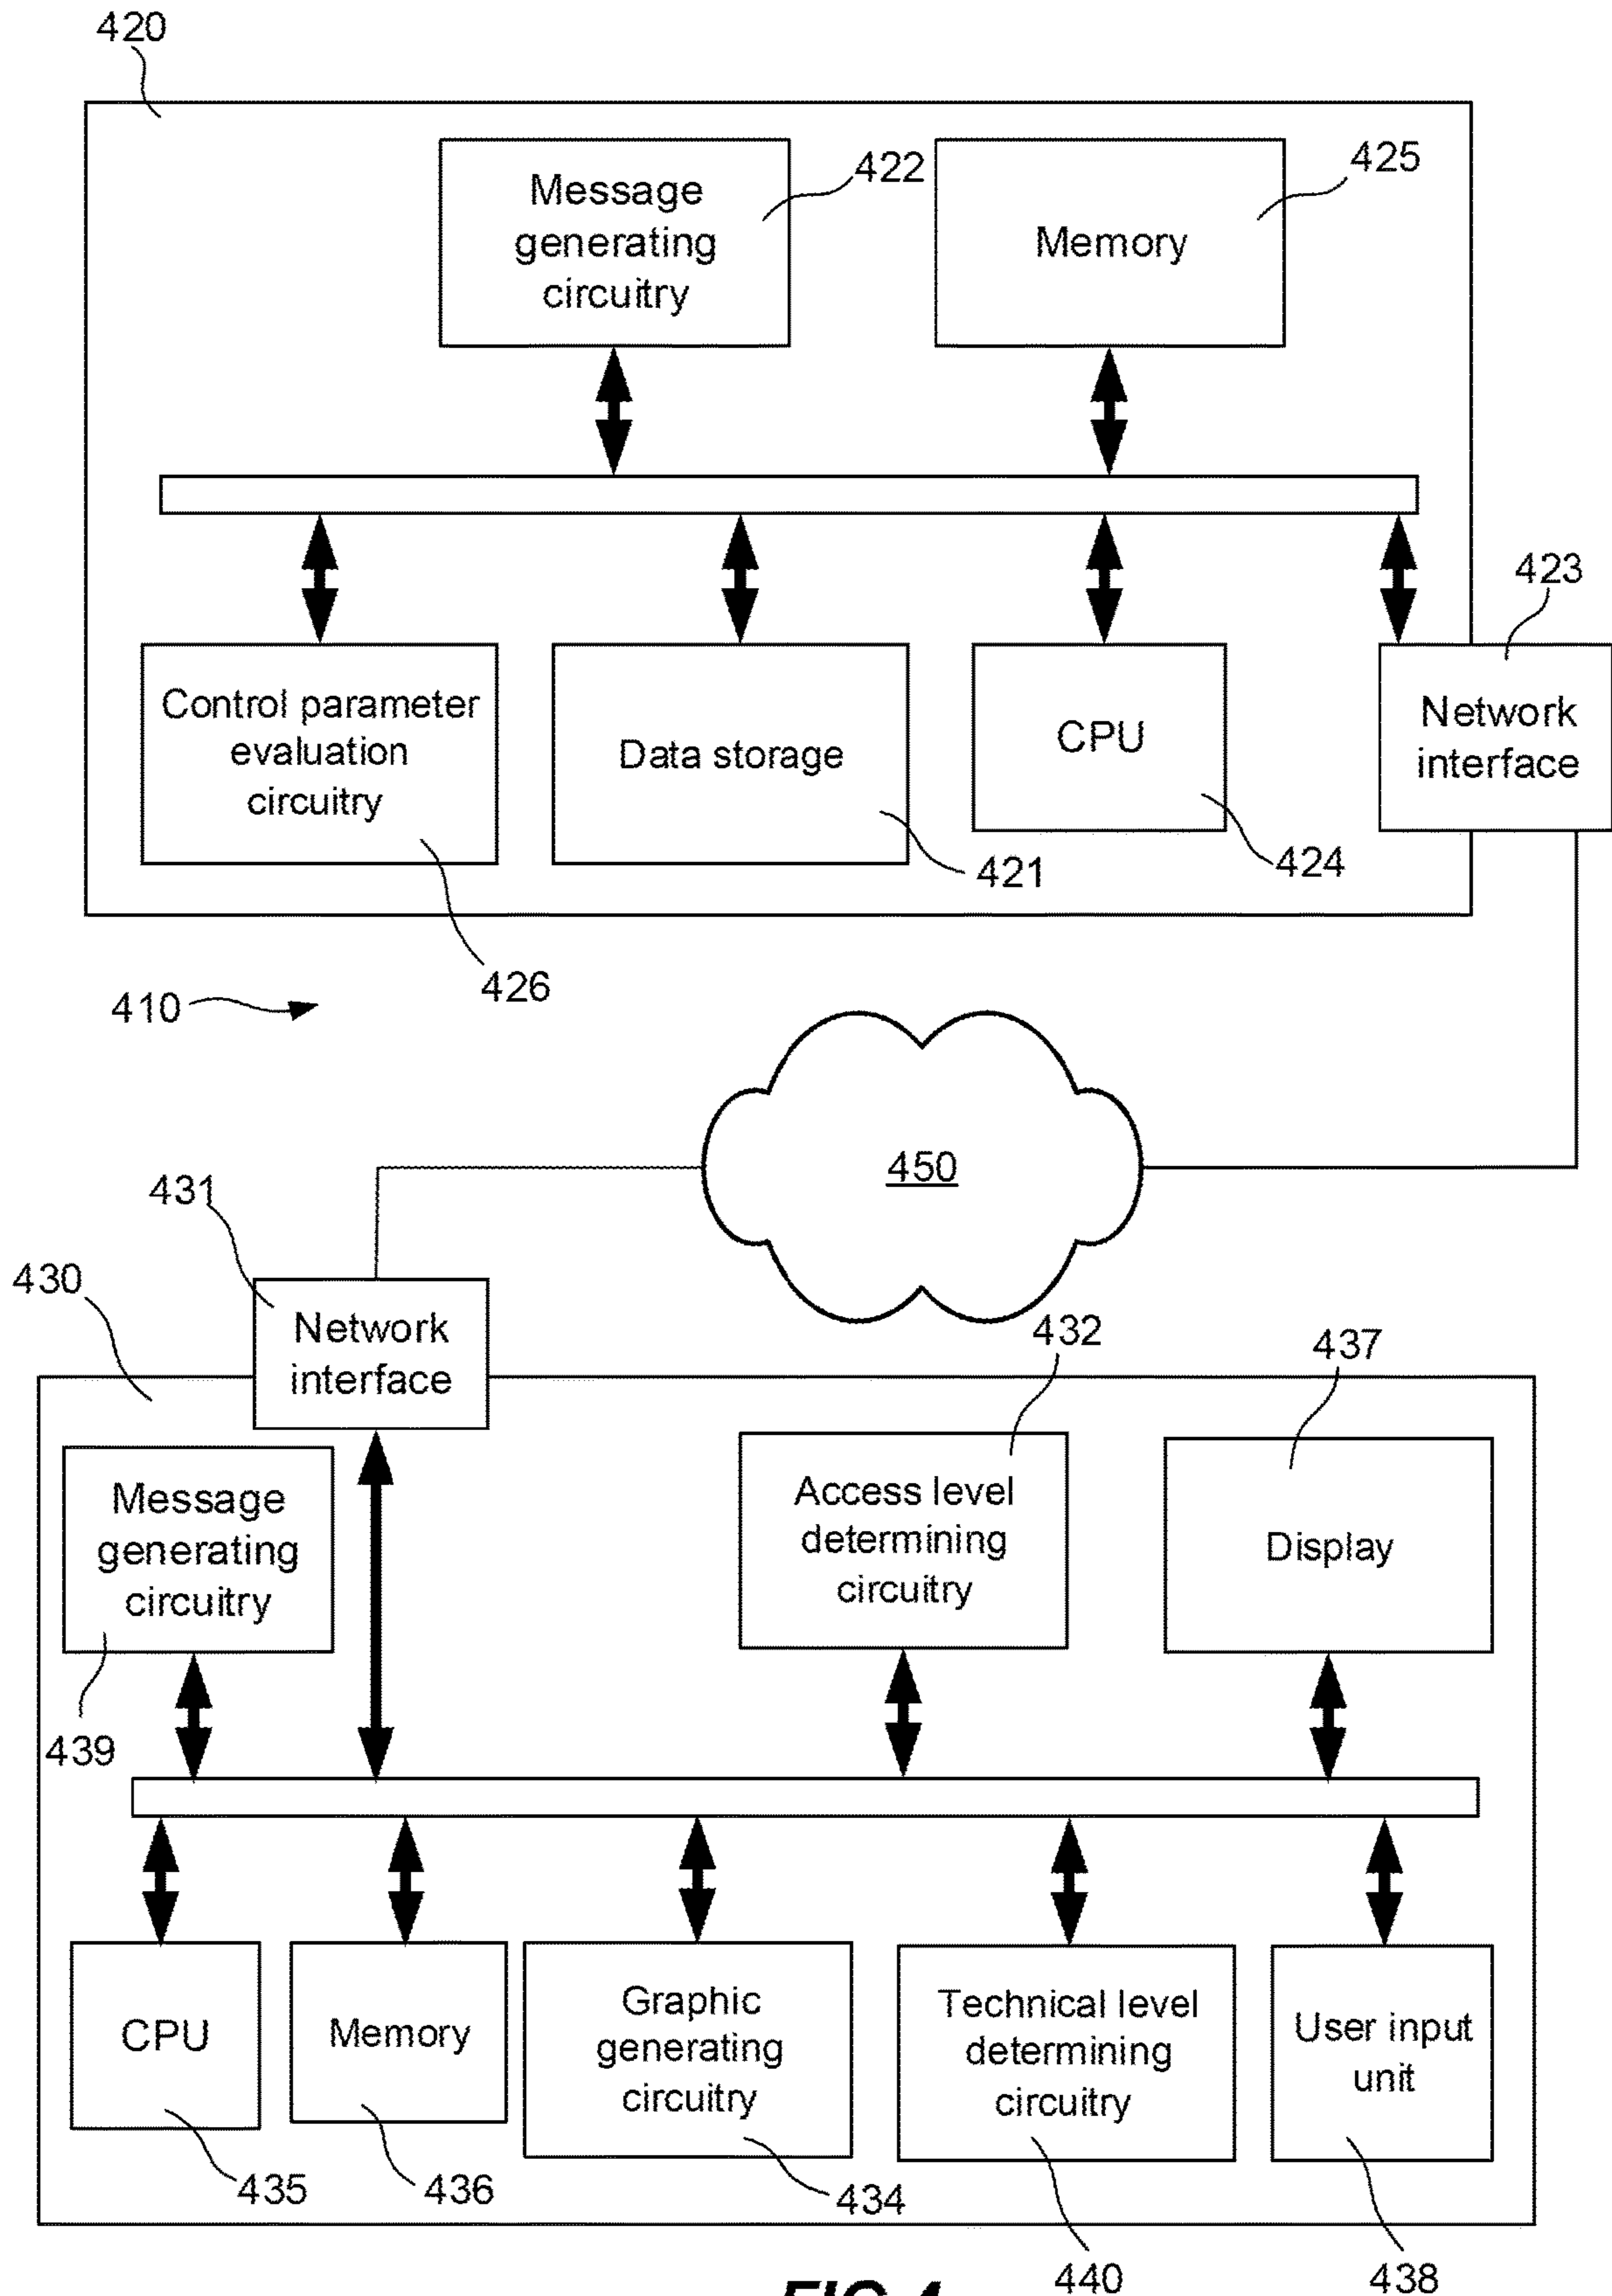 420
Message
generating
circuitry
422
Memory
425
Control parameter
evaluation
circuitry
426
Data storage
421
CPU
424
Network
interface
423
410
450
431
Network
interface
430
Message
generating
circuitry
439
Access level
determining
circuitry
432
Display
437
CPU
435
Memory
436
Graphic
generating
circuitry
434
Technical level
determining
circuitry
440
User input
unit
438